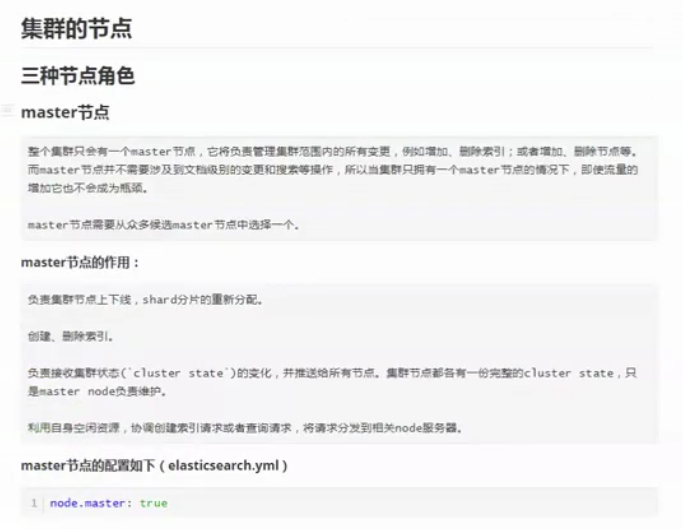 集群的节点
三种节点角色
master节点
整个集群只会有一个master节点，它将负责管理集群范围内的所有变更，例如增加、删除索引；或者增加、删除节点等。
而master节点并不需要涉及到文档级别的变更和搜索等操作，所以当集群只拥有一个master节点的情况下，即使流量的
增加它也不会成为瓶颈。
master节点需要从众多候选master节点中选择一个。
master节点的作用：
负责集群节点上下线，shard分片的重新分配。
创建、删除索引。
负责接收集群状态(`cluster state`)的变化，并推送给所有节点。集群节点都各有一份完整的cluster state，只
是master node负责维护。
利用自身空闲资源，协调创建索引请求或者查询请求，将请求分发到相关node服务器。
master节点的配置如下（elasticsearch.yml）
1 node.master: true